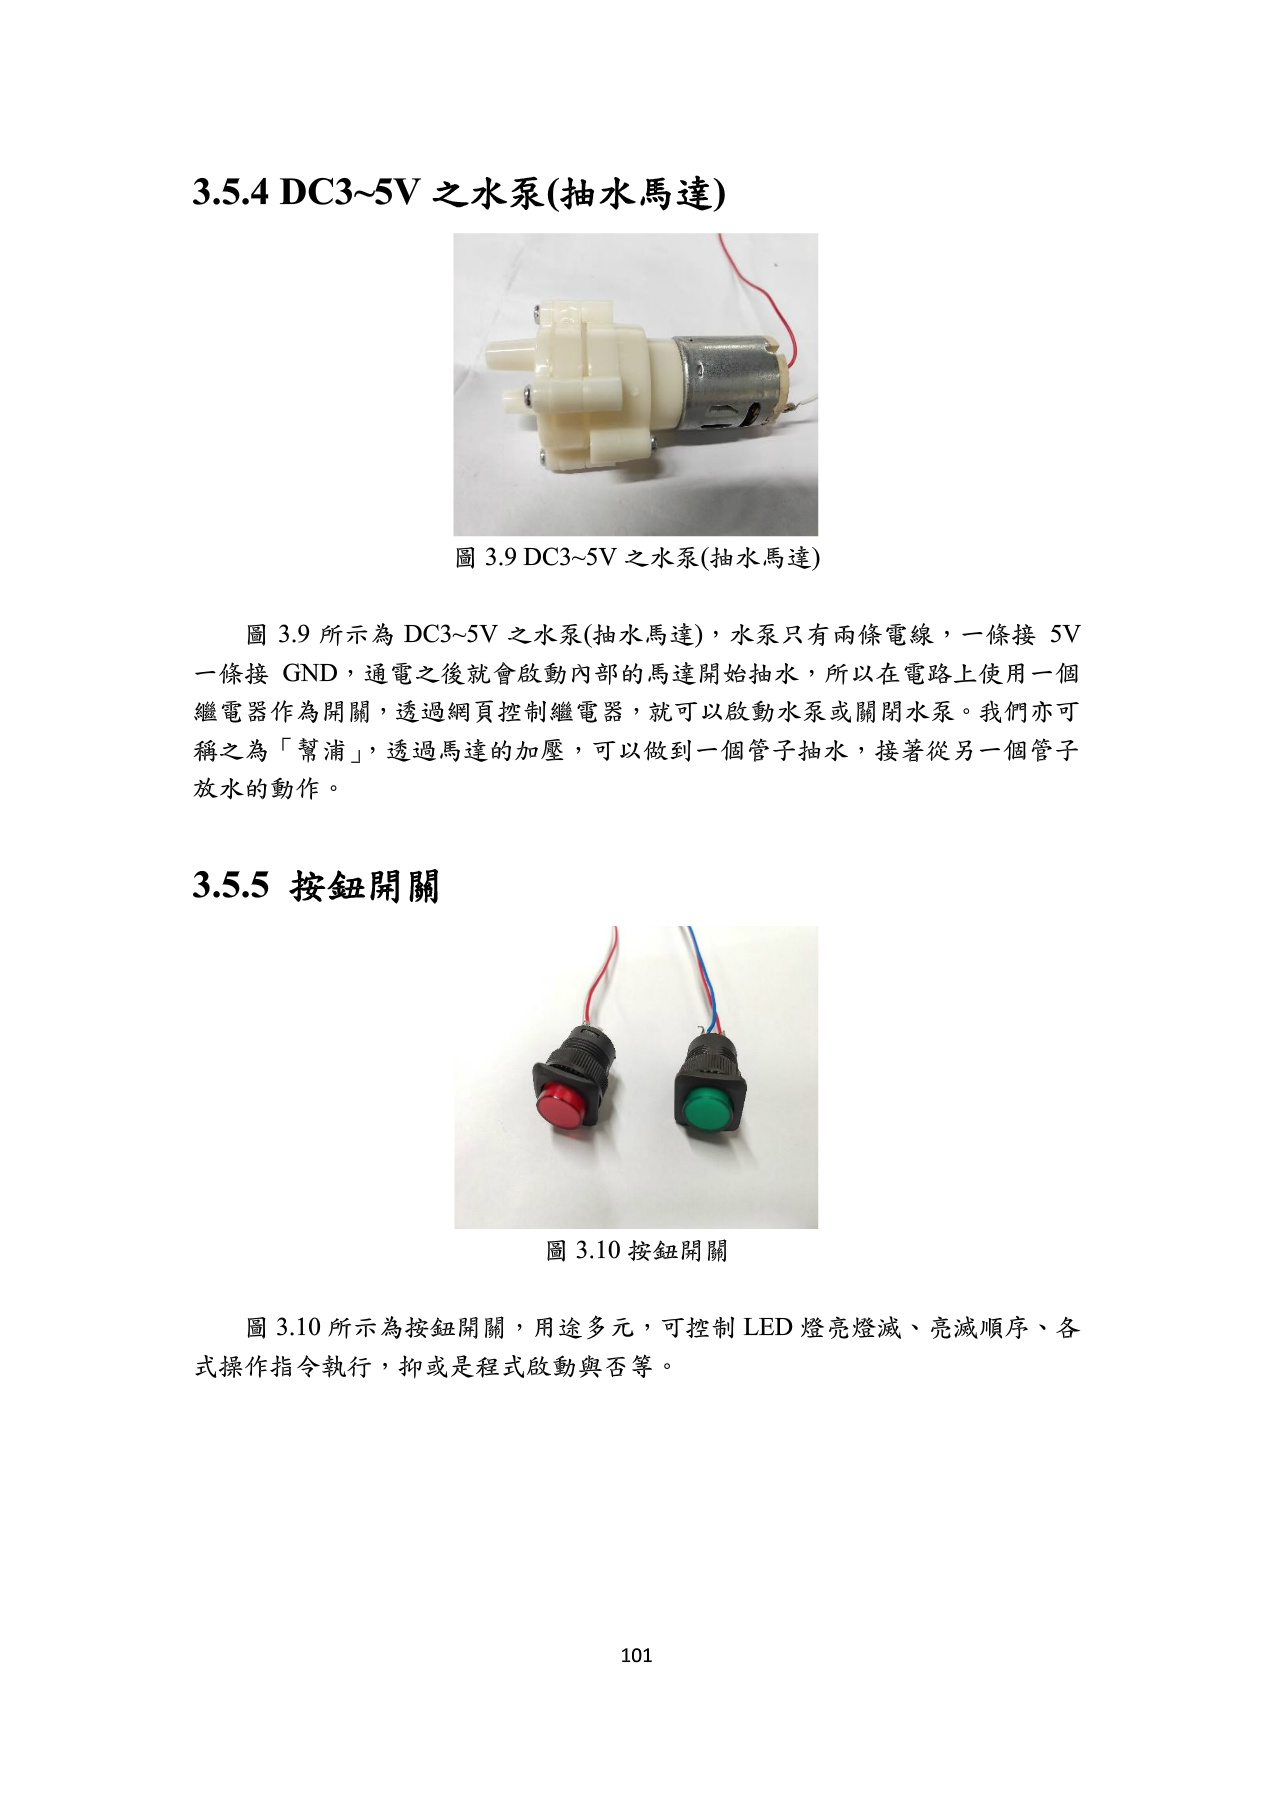 3.5.4 DC3~5V 之水泵(抽水馬達)
圖 3.9 DC3~5V 之水泵(抽水馬達)
圖 3.9 所示為 DC3~5V 之水泵(抽水馬達)，水泵只有兩條電線，一條接 5V
一條接 GND，通電之後就會啟動內部的馬達開始抽水，所以在電路上使用一個
繼電器作為開關，透過網頁控制繼電器，就可以啟動水泵或關閉水泵。我們亦可
稱之為「幫浦」，透過馬達的加壓，可以做到一個管子抽水，接著從另一個管子
放水的動作。
3.5.5 按鈕開關
圖 3.10 按鈕開關
圖 3.10 所示為按鈕開關，用途多元，可控制 LED 燈亮燈滅、亮滅順序、各
式操作指令執行，抑或是程式啟動與否等。
101